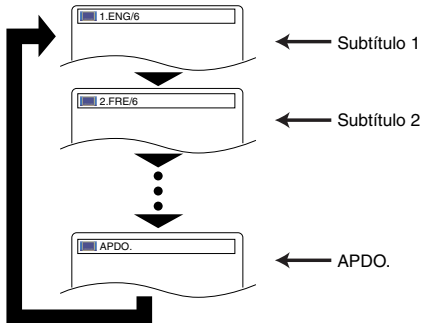 1.ENG/6
Subtítulo 1
2.FRE/6
Subtítulo 2
APDO.
APDO.